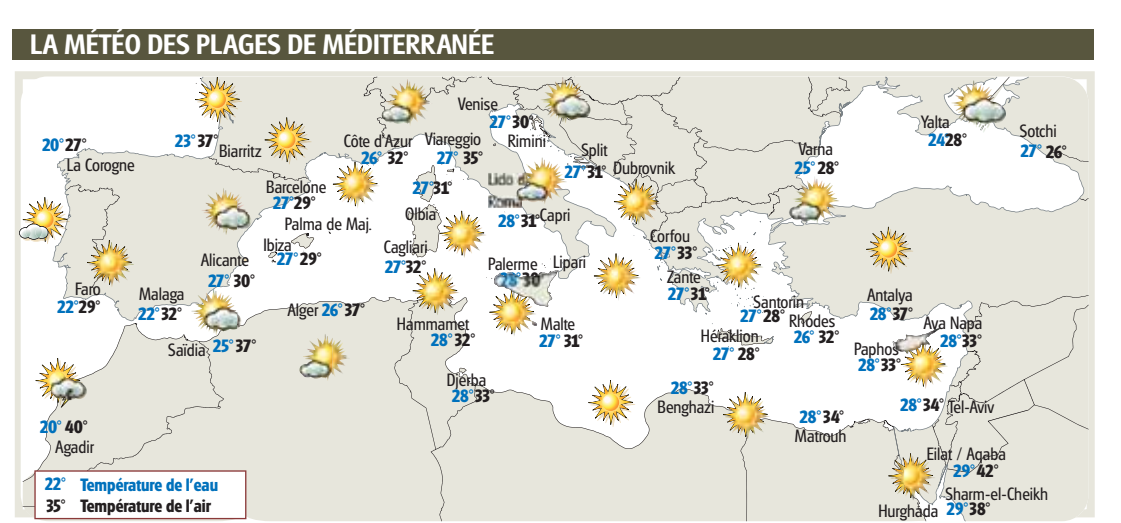 LA MÉTÉO DES PLAGES DE MÉDITERRANÉE
20° 27°
La Corogne
23° 37°
Biarritz
Côte d'Azur
26° 32°
Viareggio
27° 35°
Venise
27° 30°
Rimini
Split
27° 31°
Dubrovnik
Yalta
24 28°
Sotchi
27° 26°
Varna
25° 28°
Barcelone
27° 29°
27° 31°
Olbia
Lido
Roma
28° 31°
Capri
Palma de Maj.
Ibiza
27° 29°
Cagliari
27° 32°
Corfou
27° 33°
Alicante
27° 30°
Palerme
28° 30°
Lipari
Zante
27° 31°
Faro
22° 29°
Malaga
22° 32°
Alger 26° 37°
Santorin
27° 28°
Antalya
28° 37°
Hammamet
28° 32°
Malte
27° 31°
Rhodes
26° 32°
Aya Napa
28° 33°
Saïdia 25° 37°
Héraklion
27° 28°
Paphos
28° 33°
Djerba
28° 33°
28° 33°
Benghazi
28° 34°
Matrouh
28° 34° Tel-Aviv
20° 40°
Agadir
Eilat / Aqaba
29° 42°
Sharm-el-Cheikh
Hurghada 29° 38°
22° Température de l'eau
35° Température de l'air